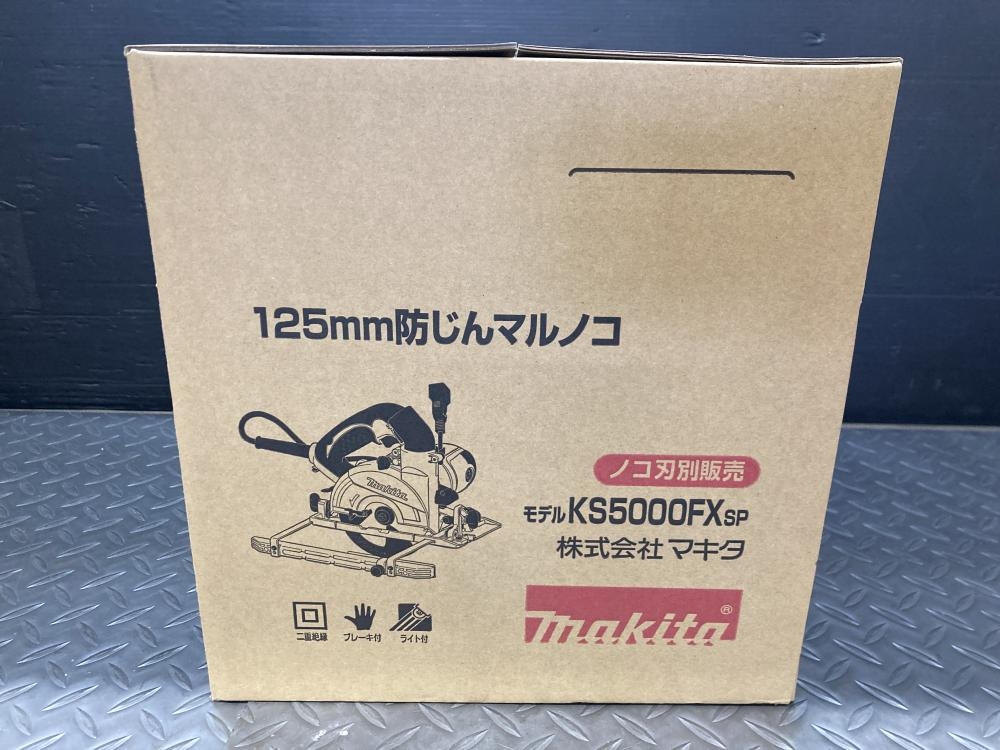 125mm防じんマルノコ
makita
ノコ刃別販売
モデルKS5000FXSP
株式会社 マキタ
二重絶縁
ブレーキ付
ライト付
makita®